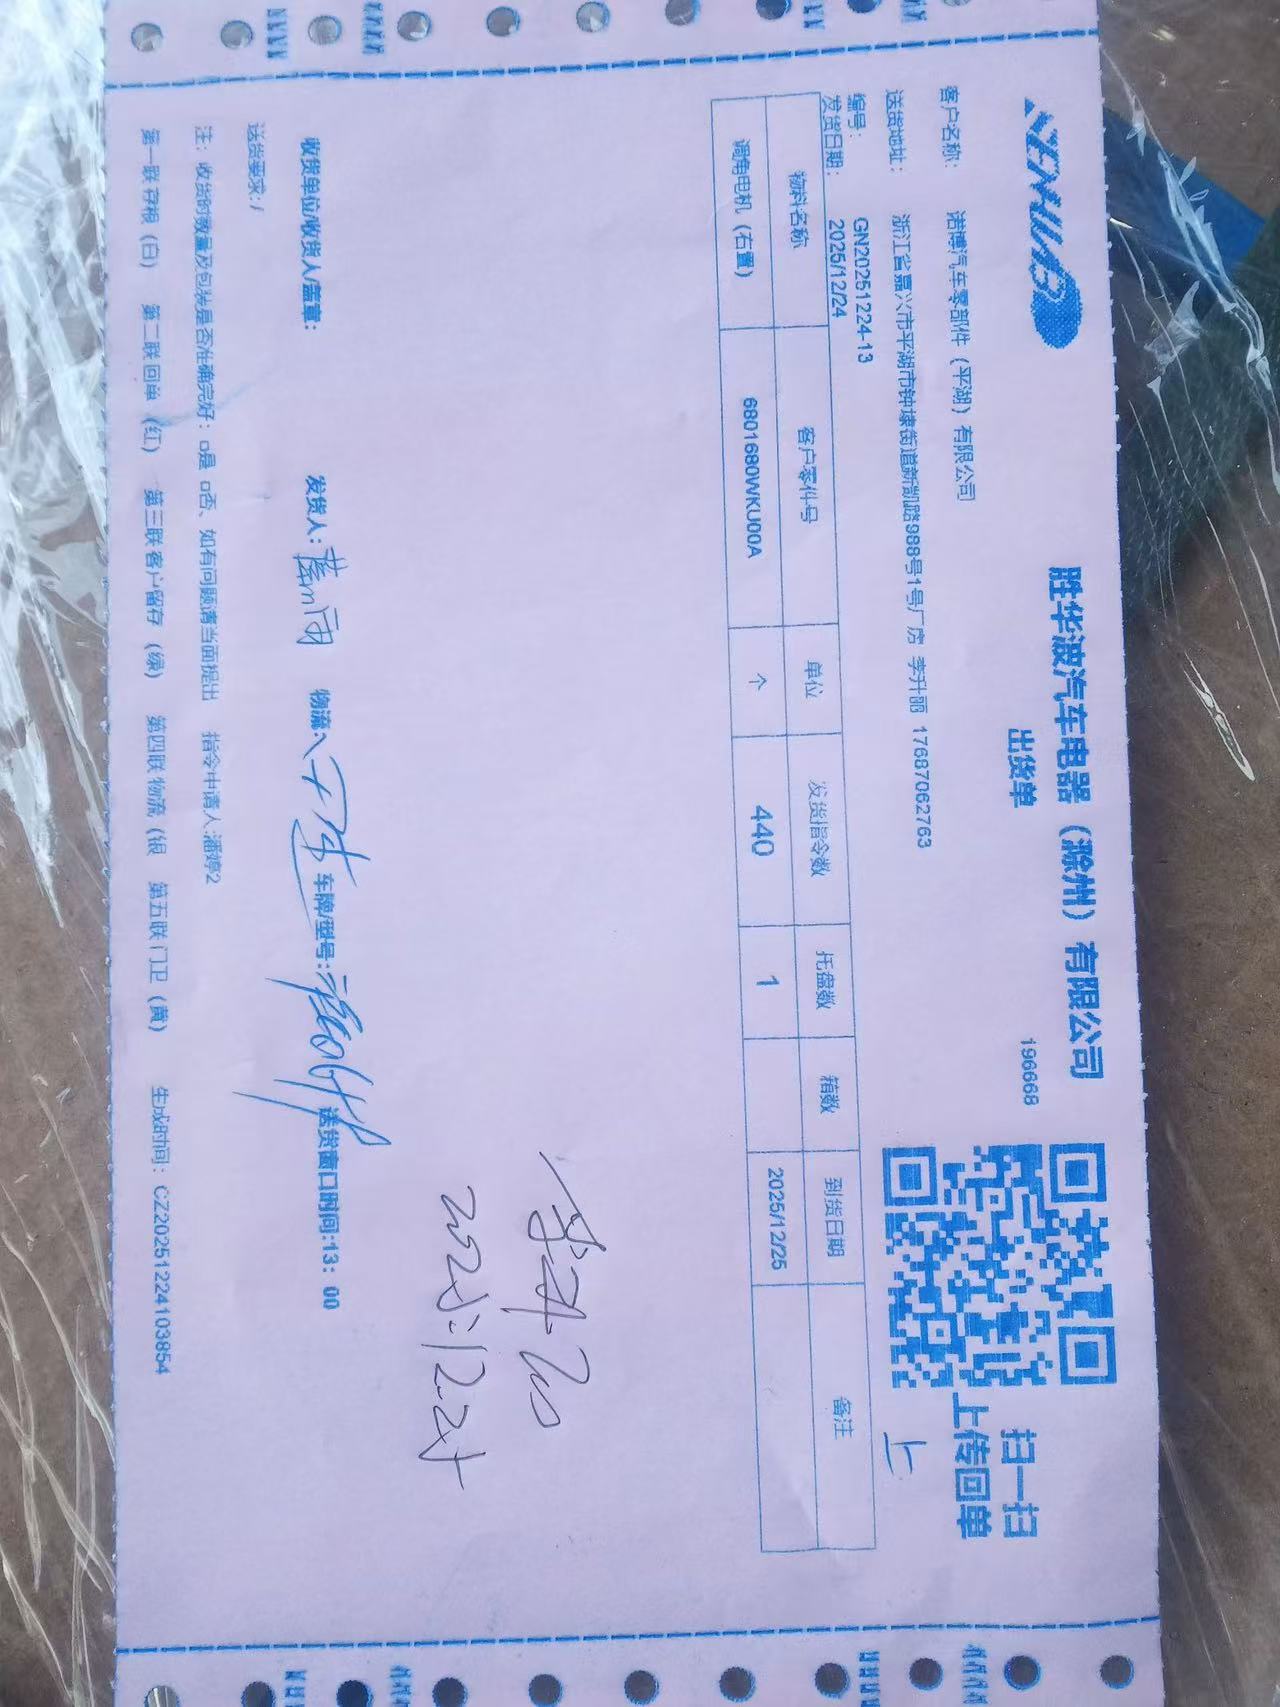 SENHUAB
胜华波汽车电器（滁州）有限公司
出货单
196668
扫一扫
上传回单
客户名称： 诺博汽车零部件（平湖）有限公司
送货地址： 浙江省嘉兴市平湖市钟埭街道新凯路988号1号厂房 李升丽 17687062763
上
编号： GN20251224-13
发货日期： 2025/12/24
物料名称 客户零件号 单位 发货指令数 托盘数 箱数 到货日期 备注
调角电机（右置） 6801680WKU00A 个 440 1 2025/12/25
2025.12.25
收货单位/收货人/盖章： 发货人： 物流： 车牌/型号： 送货窗口时间:13：00
送货要求:/
注：收货的数量及包装是否准确完好：□是 □否、如有问题请当面提出 指令申请人:潘婷2
第一联存根（白） 第二联回单（红） 第三联客户留存（绿） 第四联物流（银 第五联门卫（黄） 生成时间：CZ20251224103854